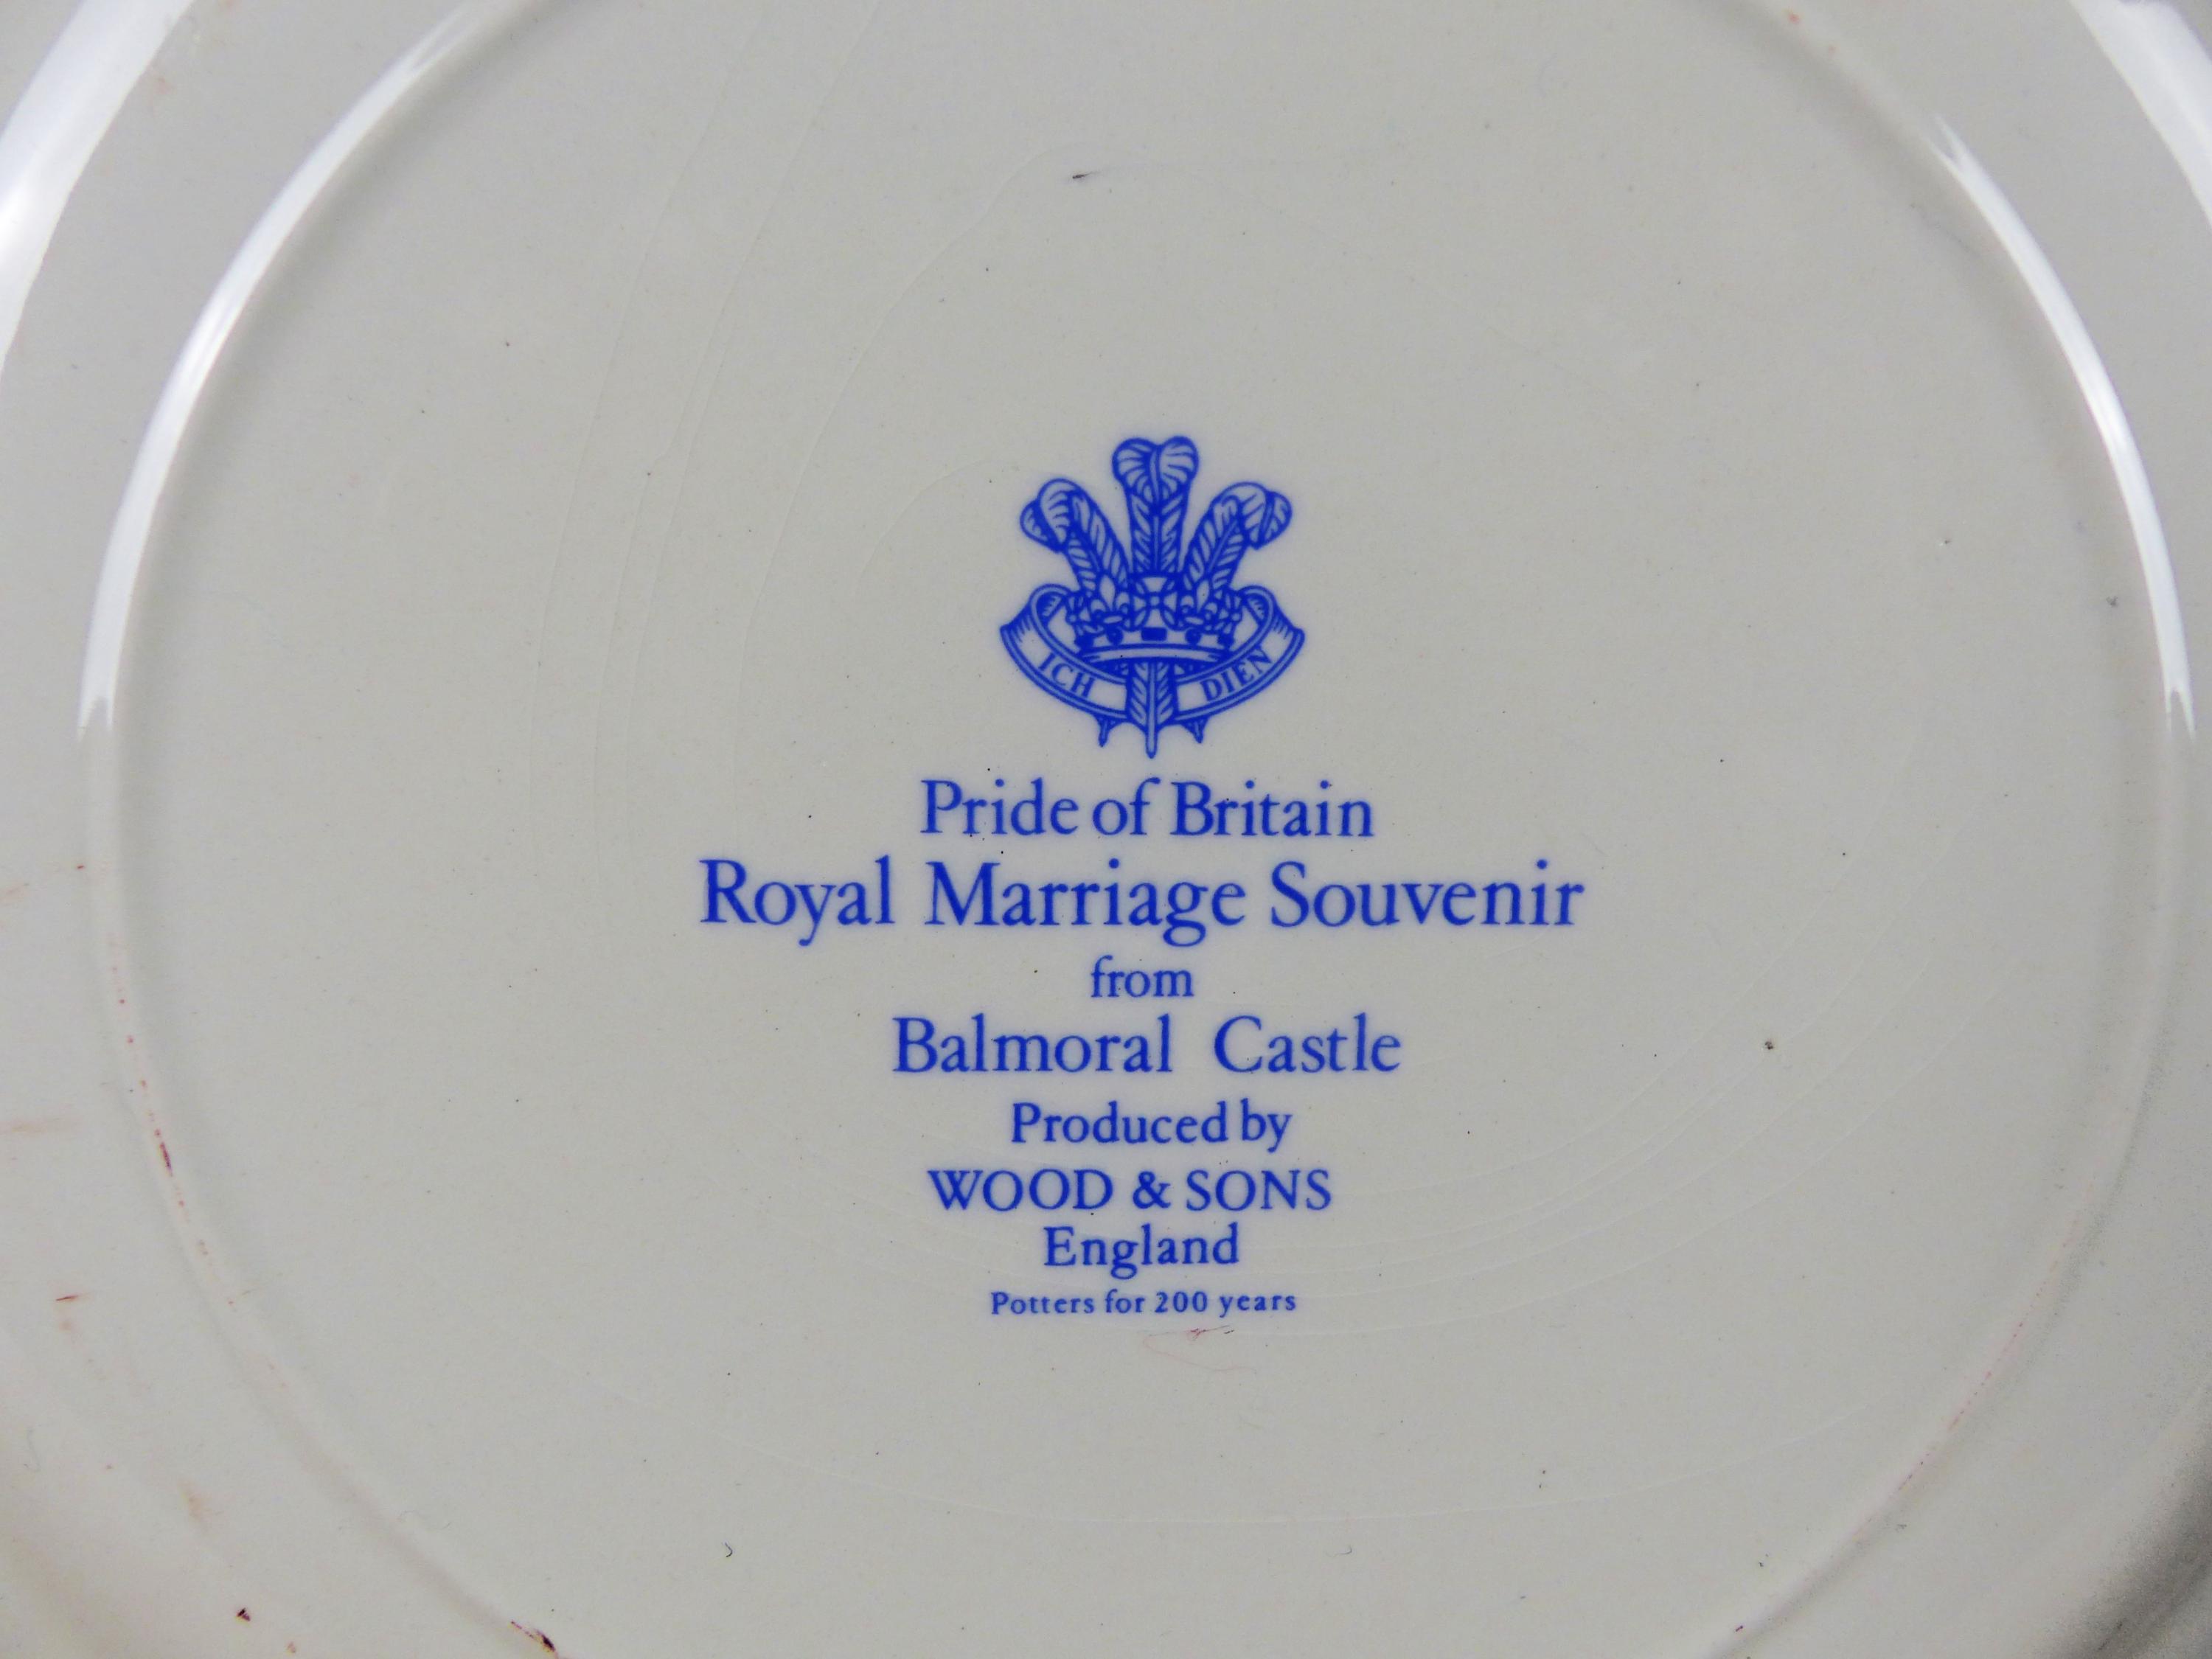 ICH DIEN
Pride of Britain
Royal Marriage Souvenir
from
Balmoral Castle
Produced by
WOOD & SONS
England
Potters for 200 years